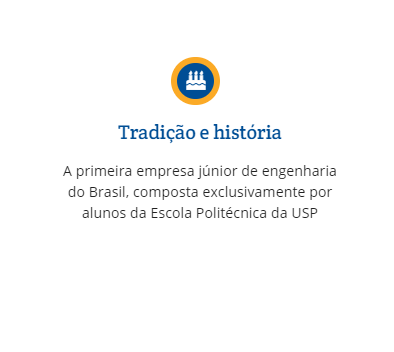 Tradição e história
A primeira empresa júnior de engenharia
do Brasil, composta exclusivamente por
alunos da Escola Politécnica da USP